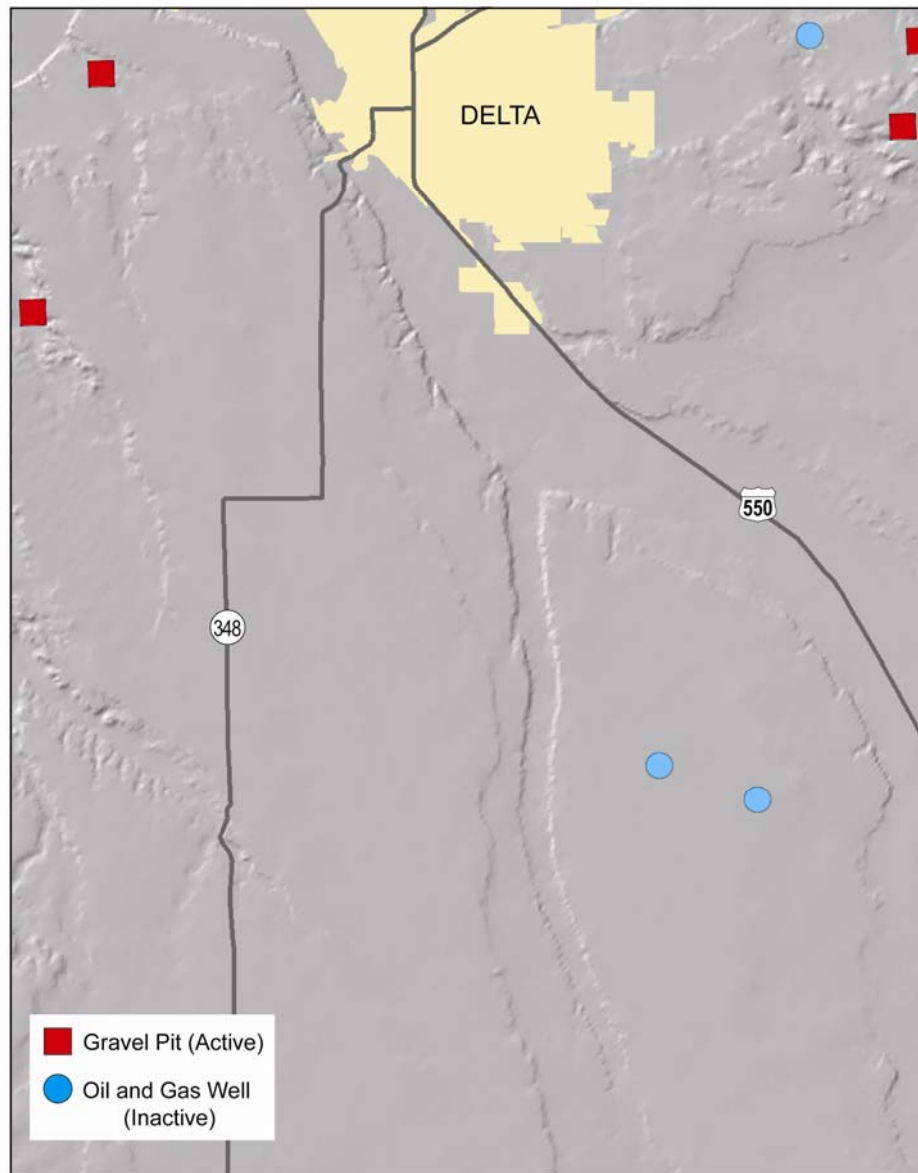 DELTA
550
348
Gravel Pit (Active)
Oil and Gas Well
(Inactive)